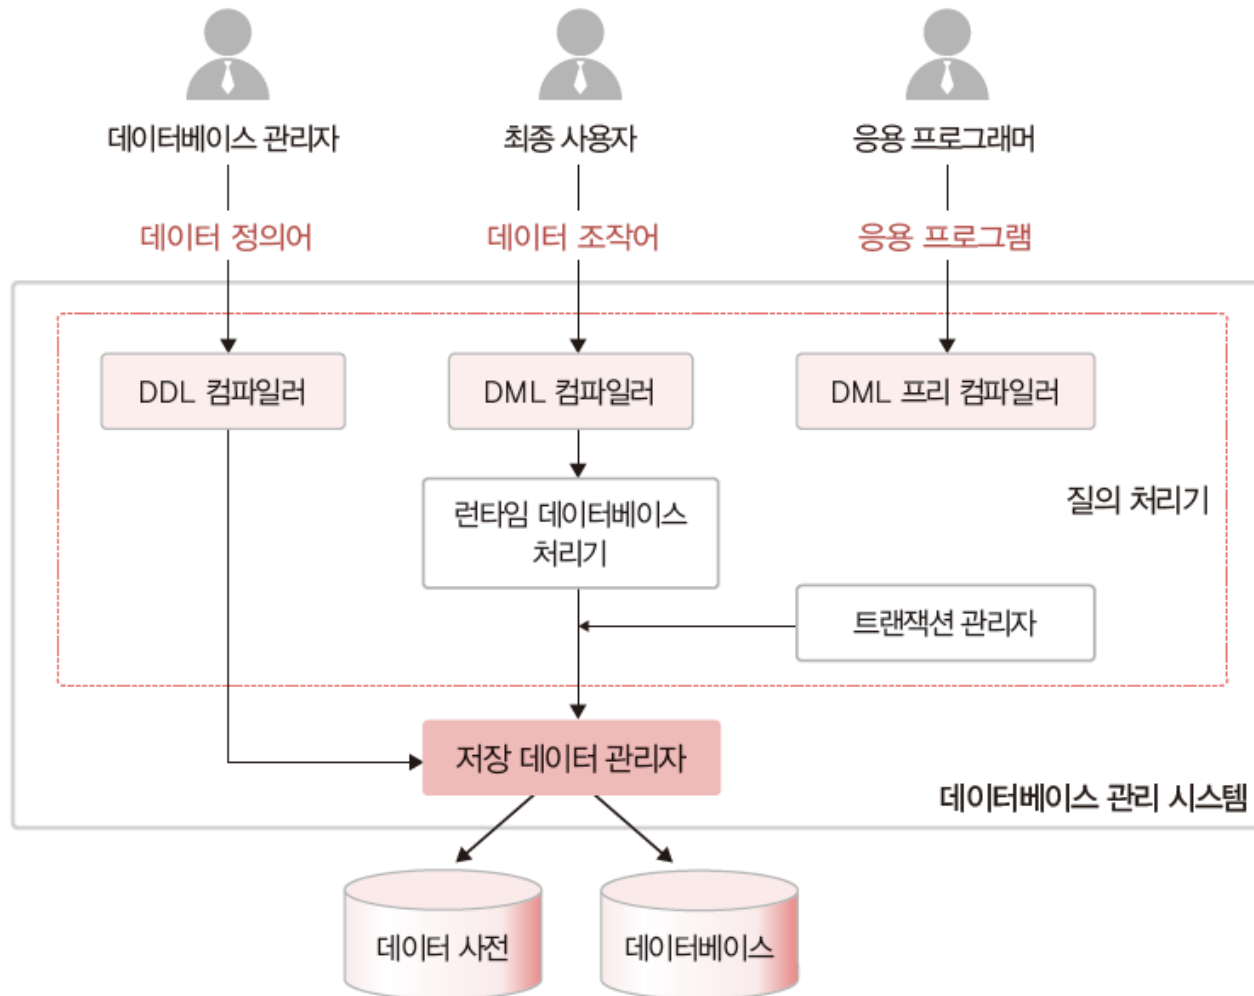 데이터베이스 관리자
최종 사용자
응용 프로그래머
데이터 정의어
데이터 조작어
응용 프로그램
DDL 컴파일러
DML 컴파일러
DML 프리 컴파일러
런타임 데이터베이스
처리기
질의 처리기
트랜잭션 관리자
저장 데이터 관리자
데이터베이스 관리 시스템
데이터 사전
데이터베이스